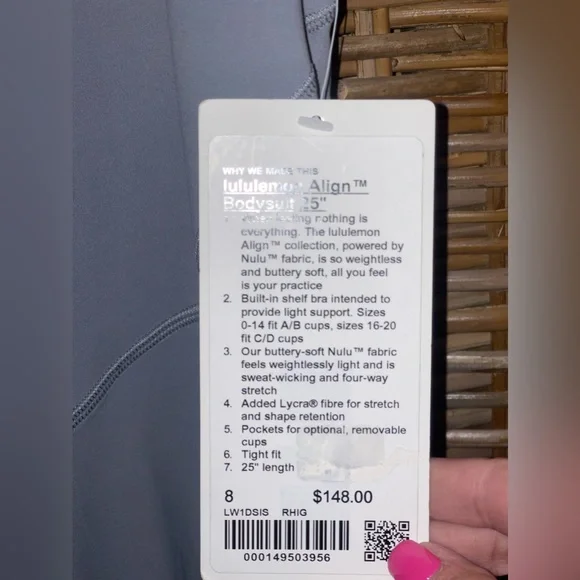 WHY WE MADE THIS
lululemon Align™
Bodysuit 25"
nothing is
everything. The lululemon
Align™ collection, powered by
Nulu™ fabric, is so weightless
and buttery soft, all you feel
is your practice
2. Built-in shelf bra intended to
provide light support. Sizes
0-14 fit A/B cups, sizes 16-20
fit C/D cups
3. Our buttery-soft Nulu™ fabric
feels weightlessly light and is
sweat-wicking and four-way
stretch
4. Added Lycra® fibre for stretch
and shape retention
5. Pockets for optional, removable
cups
6. Tight fit
7. 25" length
8 $148.00
LW1DSIS RHIG
000149503956